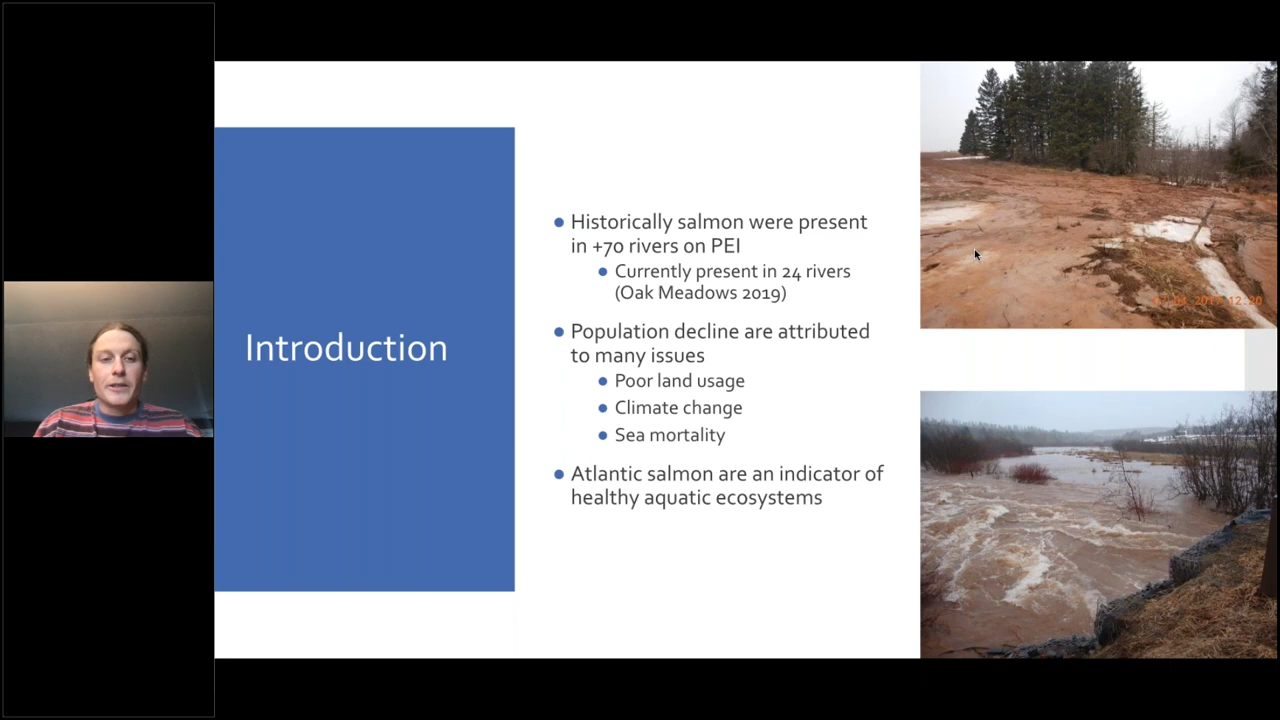 Introduction
● Historically salmon were present
in +70 rivers on PEI
● Currently present in 24 rivers
(Oak Meadows 2019)
● Population decline are attributed
to many issues
● Poor land usage
● Climate change
● Sea mortality
● Atlantic salmon are an indicator of
healthy aquatic ecosystems